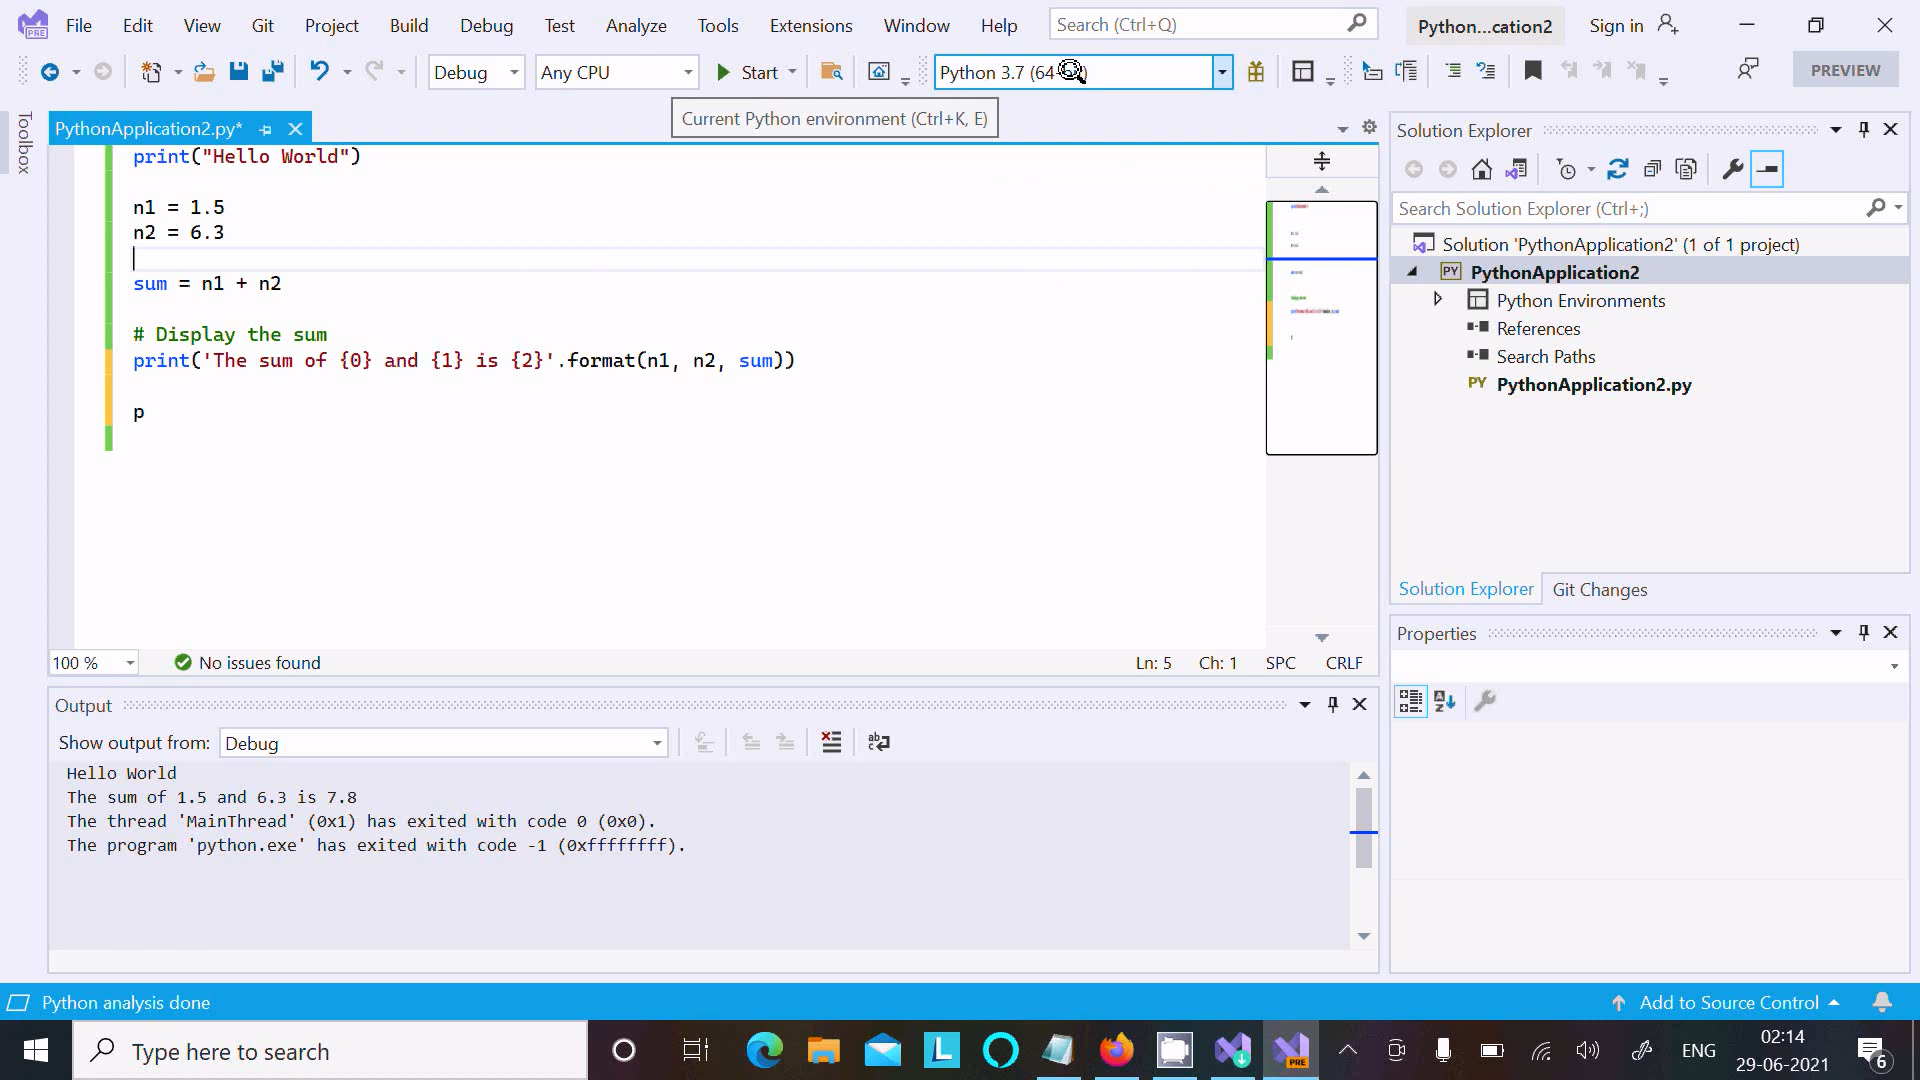 File Edit View Git Project Build Debug Test Analyze Tools Extensions Window Help Search (Ctrl+Q) Python...cation2 Sign in
Debug Any CPU Start Python 3.7 (64 PREVIEW
Current Python environment (Ctrl+K, E)
Toolbox
PythonApplication2.py*
print("Hello World")
n1 = 1.5
n2 = 6.3
sum = n1 + n2
# Display the sum
print('The sum of {0} and {1} is {2}'.format(n1, n2, sum))
p
100 % No issues found Ln: 5 Ch: 1 SPC CRLF
Solution Explorer
Search Solution Explorer (Ctrl+;)
Solution 'PythonApplication2' (1 of 1 project)
PY PythonApplication2
Python Environments
References
Search Paths
PY PythonApplication2.py
Solution Explorer Git Changes
Properties
Output
Show output from: Debug
Hello World
The sum of 1.5 and 6.3 is 7.8
The thread 'MainThread' (0x1) has exited with code 0 (0x0).
The program 'python.exe' has exited with code -1 (0xffffffff).
Python analysis done Add to Source Control
Type here to search
L
PRE
ENG
02:14
29-06-2021
6